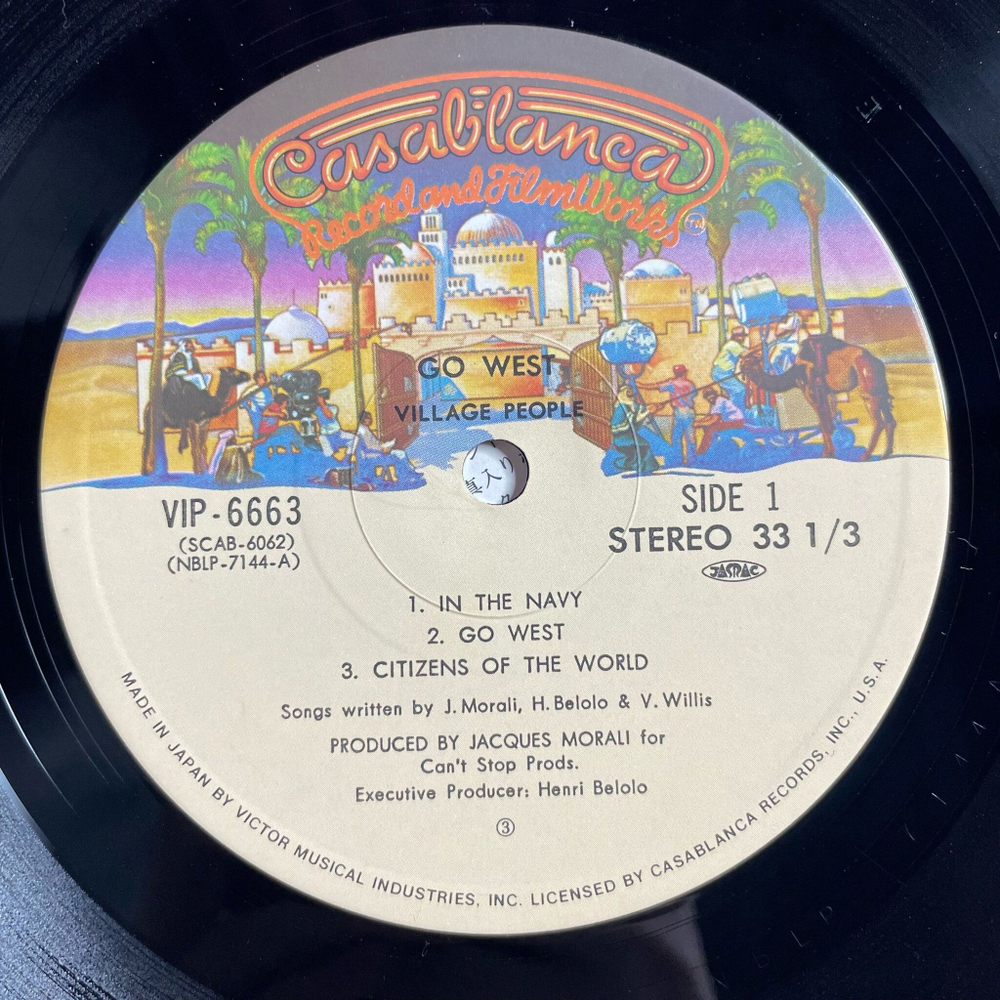 Casablanca
Record and FilmWorks TM
GO WEST
VILLAGE PEOPLE
VIP-6663
(SCAB-6062)
(NBLP-7144-A)
SIDE 1
STEREO 33 1/3
JASRAC
1. IN THE NAVY
2. GO WEST
3. CITIZENS OF THE WORLD
Songs written by J. Morali, H. Belolo & V. Willis
PRODUCED BY JACQUES MORALI for
Can't Stop Prods.
Executive Producer: Henri Belolo
③
MADE IN JAPAN BY VICTOR MUSICAL INDUSTRIES, INC. LICENSED BY CASABLANCA RECORDS, INC., U.S.A.